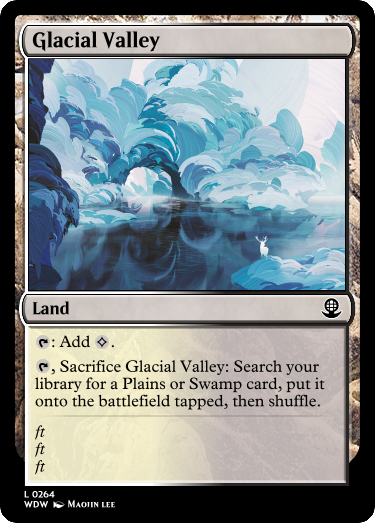 Glacial Valley
Land
: Add .
, Sacrifice Glacial Valley: Search your
library for a Plains or Swamp card, put it
onto the battlefield tapped, then shuffle.
ft
ft
ft
L 0264
WDW Maojin Lee